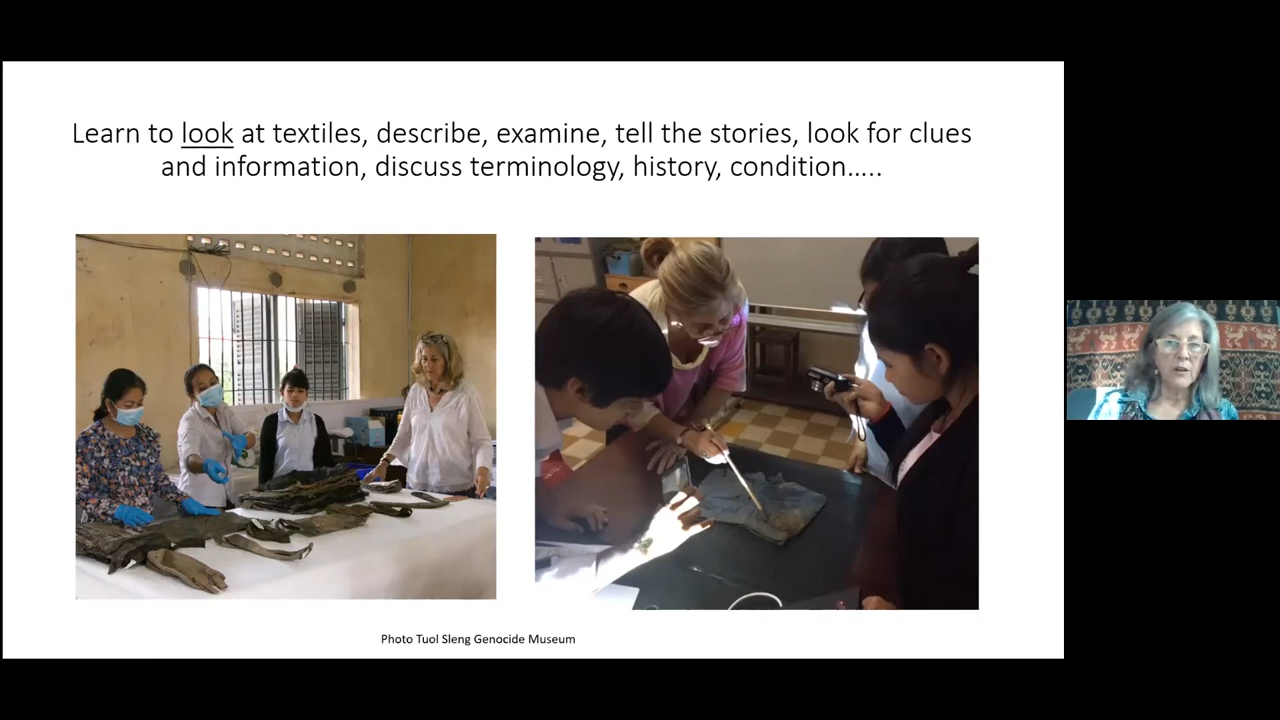 Learn to look at textiles, describe, examine, tell the stories, look for clues
and information, discuss terminology, history, condition…..
Photo Tuol Sleng Genocide Museum